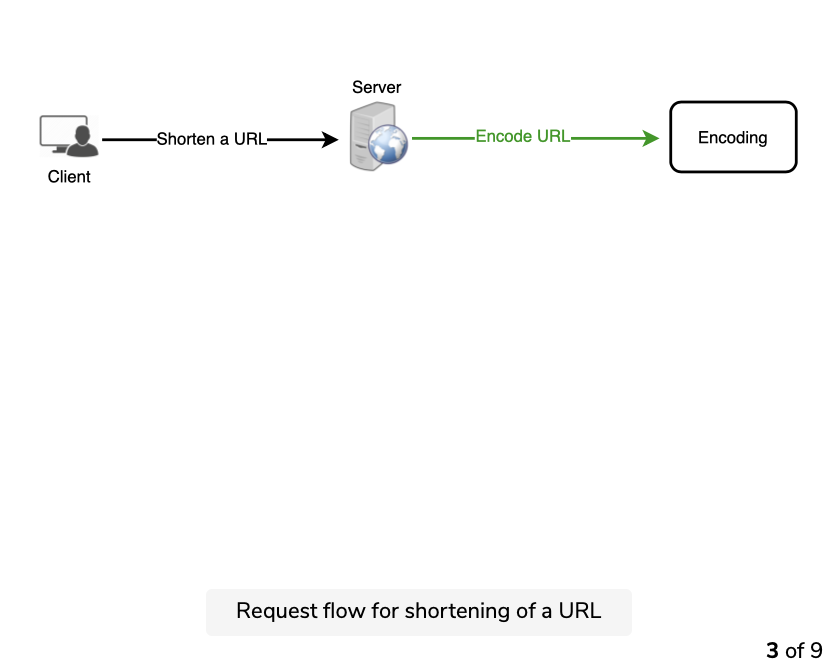 Server
Client
Shorten a URL
Encode URL
Encoding
Request flow for shortening of a URL
3 of 9